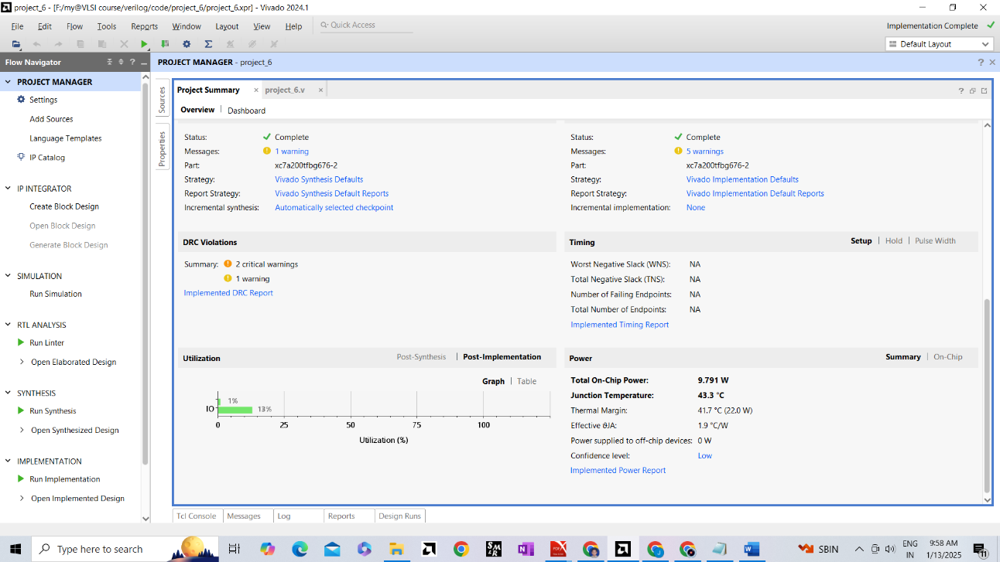 project_6 - [F:/my@VLSI course/verilog/code/project_6/project_6.xpr] - Vivado 2024.1
File Edit Flow Tools Reports Window Layout View Help Quick Access Implementation Complete
Default Layout
Flow Navigator
PROJECT MANAGER - project_6
PROJECT MANAGER
Settings
Add Sources
Language Templates
IP Catalog
IP INTEGRATOR
Create Block Design
Open Block Design
Generate Block Design
SIMULATION
Run Simulation
RTL ANALYSIS
Run Linter
Open Elaborated Design
SYNTHESIS
Run Synthesis
Open Synthesized Design
IMPLEMENTATION
Run Implementation
Open Implemented Design
Sources
Properties
Project Summary project_6.v
Overview Dashboard
Status: Complete
Messages: 1 warning
Part: xc7a200tfbg676-2
Strategy: Vivado Synthesis Defaults
Report Strategy: Vivado Synthesis Default Reports
Incremental synthesis: Automatically selected checkpoint
Status: Complete
Messages: 5 warnings
Part: xc7a200tfbg676-2
Strategy: Vivado Implementation Defaults
Report Strategy: Vivado Implementation Default Reports
Incremental implementation: None
DRC Violations
Summary: 2 critical warnings
1 warning
Implemented DRC Report
Timing Setup Hold Pulse Width
Worst Negative Slack (WNS): NA
Total Negative Slack (TNS): NA
Number of Failing Endpoints: NA
Total Number of Endpoints: NA
Implemented Timing Report
Utilization Post-Synthesis Post-Implementation
Graph Table
1%
IO 13%
0 25 50 75 100
Utilization (%)
Power Summary On-Chip
Total On-Chip Power: 9.791 W
Junction Temperature: 43.3 °C
Thermal Margin: 41.7 °C (22.0 W)
Effective ϑJA: 1.9 °C/W
Power supplied to off-chip devices: 0 W
Confidence level: Low
Implemented Power Report
Tcl Console Messages Log Reports Design Runs
Type here to search
SBIN
ENG
IN
9:58 AM
1/13/2025
11